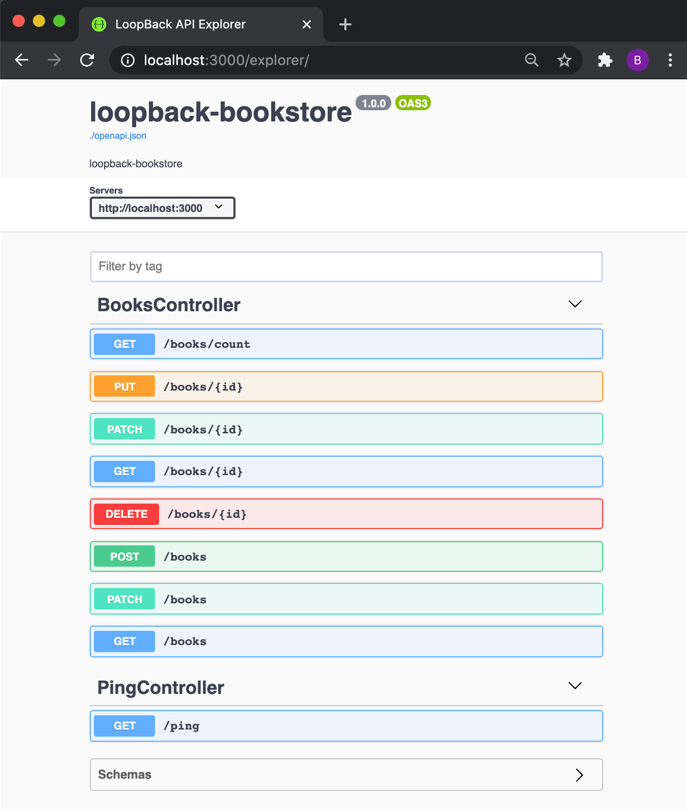 LoopBack API Explorer
localhost:3000/explorer/
B
loopback-bookstore 1.0.0 OAS3
./openapi.json
loopback-bookstore
Servers
http://localhost:3000
Filter by tag
BooksController
GET /books/count
PUT /books/{id}
PATCH /books/{id}
GET /books/{id}
DELETE /books/{id}
POST /books
PATCH /books
GET /books
PingController
GET /ping
Schemas